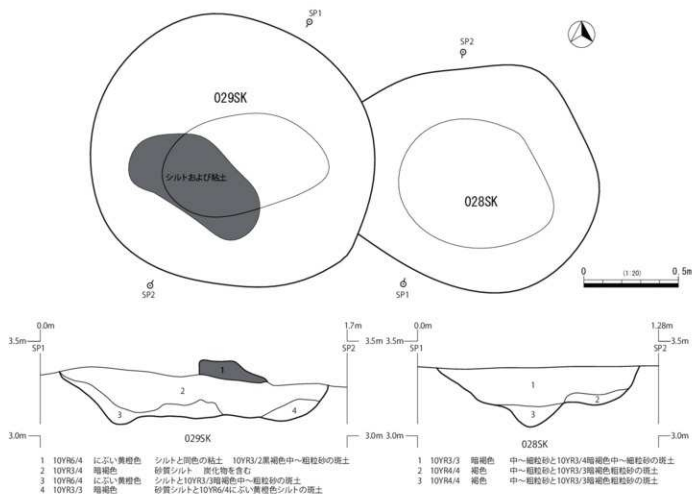 SP1
SP2
029SK
シルトおよび粘土
028SK
SP2
SP1
0 (1:20) 0.5m
0.0m 1.7m
3.5m SP1 SP2 3.5m
1
2
3 4
3.0m 3.0m
029SK
0.0m 1.28m
3.5m SP1 SP2 3.5m
1
2
3
3.0m 3.0m
028SK
1 10YR6/4 にぶい黄橙色 シルトと同色の粘土 10YR3/2黒褐色中〜粗粒砂の斑土
2 10YR3/4 暗褐色 砂質シルト 炭化物を含む
3 10YR6/4 にぶい黄橙色 シルトと10YR3/3暗褐色中〜粗粒砂の斑土
4 10YR3/3 暗褐色 砂質シルトと10YR6/4にぶい黄橙色シルトの斑土
1 10YR3/3 暗褐色 中〜細粒砂と10YR3/4暗褐色中〜細粒砂の斑土
2 10YR4/4 褐色 中〜細粒砂と10YR3/3暗褐色粗粒砂の斑土
3 10YR4/4 褐色 中〜細粒砂と10YR3/3暗褐色粗粒砂の斑土